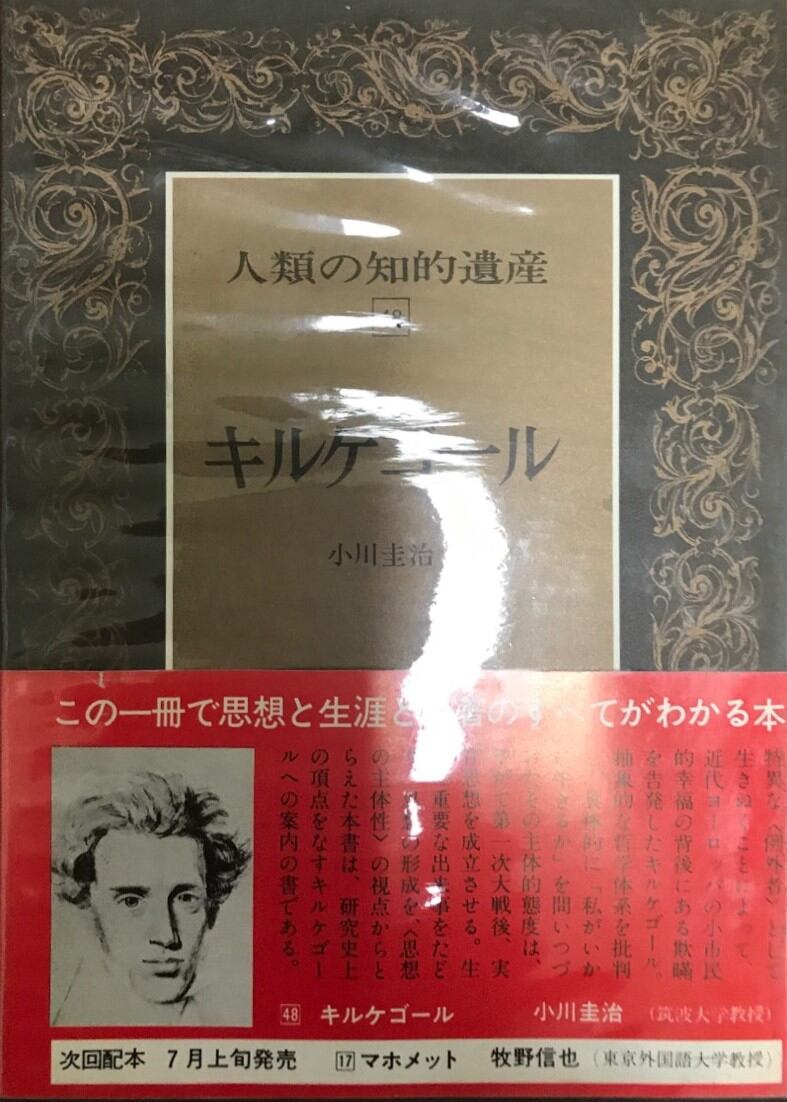 人類の知的遺産
48
キルケゴール
小川圭治
この一冊で思想と生涯と著者のすべてがわかる本
特異な〈例外者〉として
生きぬくことによって、
近代ヨーロッパの小市民
的幸福の背後にある欺瞞
を告発したキルケゴール。
抽象的な哲学体系を批判
具体的に「私がいか
生きるか」を問いつづ
その主体的態度は、
て第一次大戦後、実
思想を成立させる。生
重要な出来事をたど
の形成を、〈思想
の主体性〉の視点からと
らえた本書は、研究史上
の頂点をなすキルケゴー
ルへの案内の書である。
48 キルケゴール 小川圭治 (筑波大学教授)
次回配本 7月上旬発売 17 マホメット 牧野信也 (東京外国語大学教授)